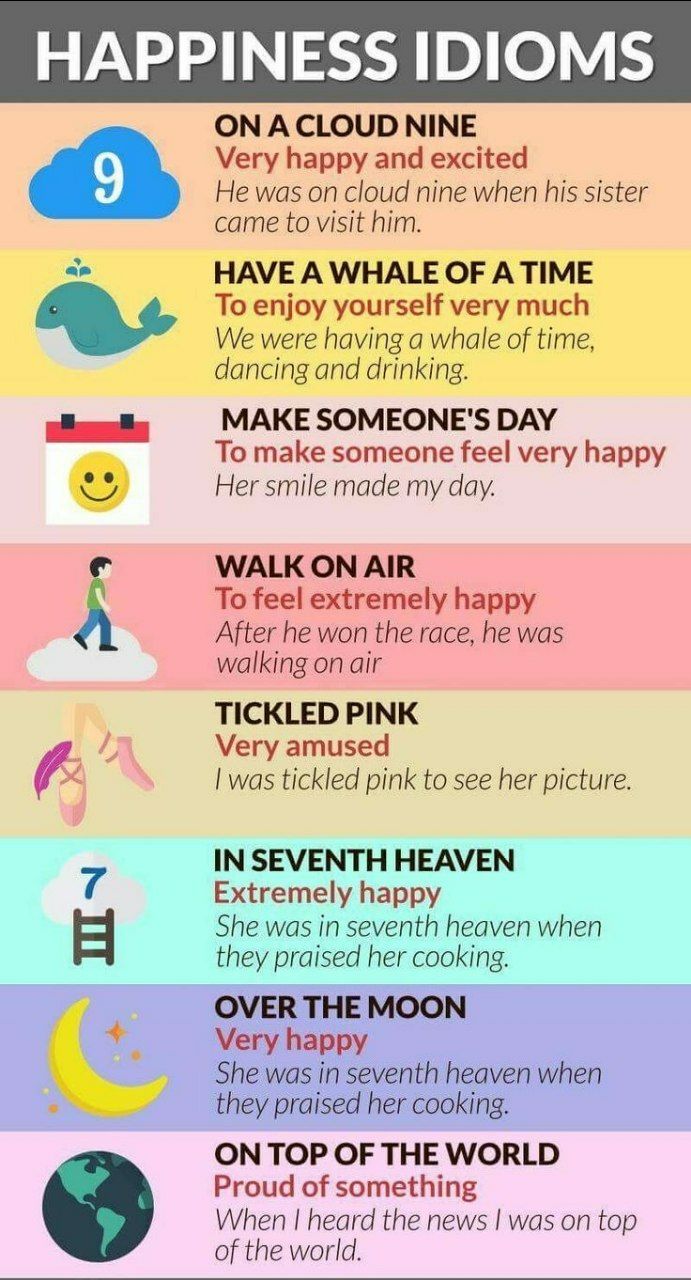 HAPPINESS IDIOMS
9
ON A CLOUD NINE
Very happy and excited
He was on cloud nine when his sister
came to visit him.
HAVE A WHALE OF A TIME
To enjoy yourself very much
We were having a whale of time,
dancing and drinking.
MAKE SOMEONE'S DAY
To make someone feel very happy
Her smile made my day.
WALK ON AIR
To feel extremely happy
After he won the race, he was
walking on air
TICKLED PINK
Very amused
I was tickled pink to see her picture.
7
IN SEVENTH HEAVEN
Extremely happy
She was in seventh heaven when
they praised her cooking.
OVER THE MOON
Very happy
She was in seventh heaven when
they praised her cooking.
ON TOP OF THE WORLD
Proud of something
When I heard the news I was on top
of the world.